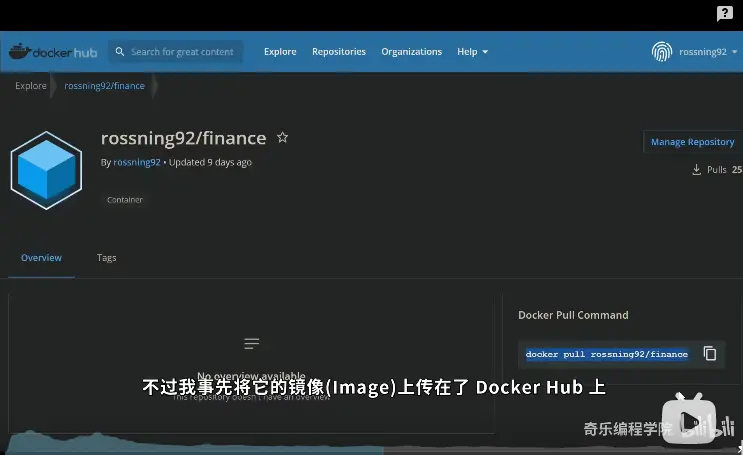 ?
docker hub
Search for great content
Explore
Repositories
Organizations
Help
rossning92
Explore
rossning92/finance
rossning92/finance
By rossning92 • Updated 9 days ago
Manage Repository
Pulls 25
Container
Overview
Tags
Docker Pull Command
docker pull rossning92/finance
No overview available
This repository doesn't have an overview
不过我事先将它的镜像(Image)上传在了 Docker Hub 上
奇乐编程学院
bilibili